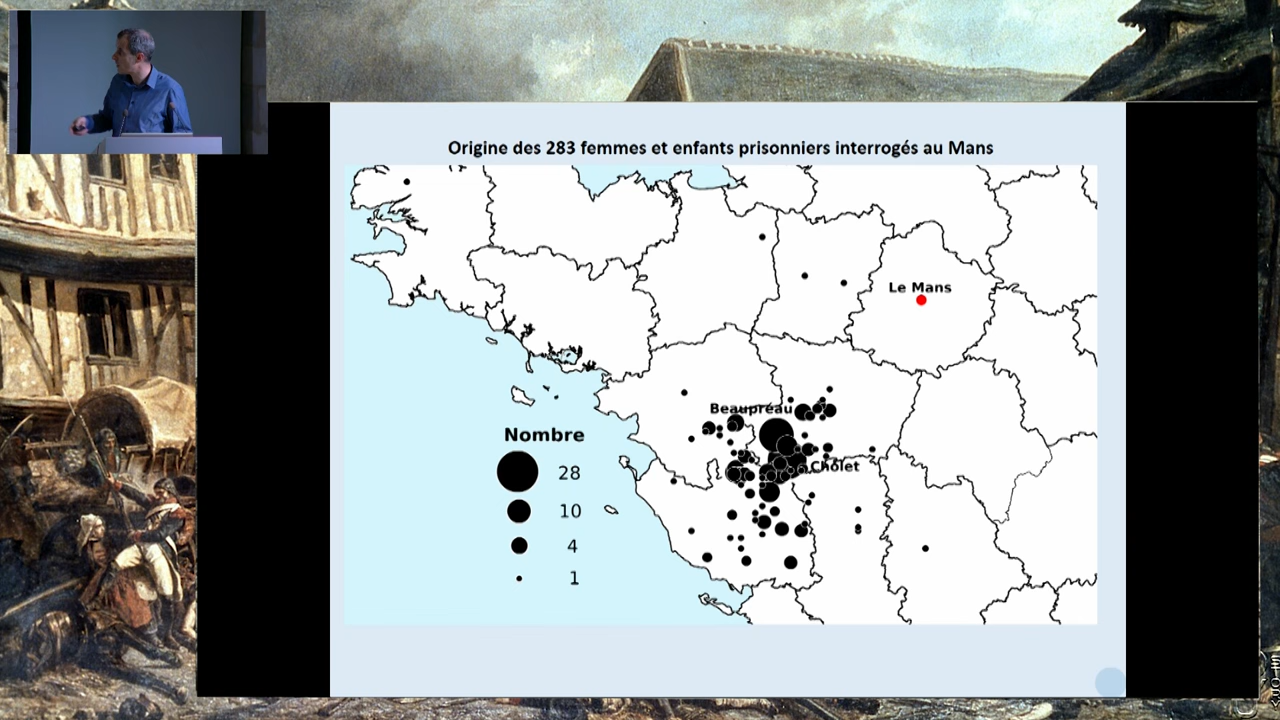 Origine des 283 femmes et enfants prisonniers interrogés au Mans
Le Mans
Beaupréau
Cholet
Nombre
28
10
4
1